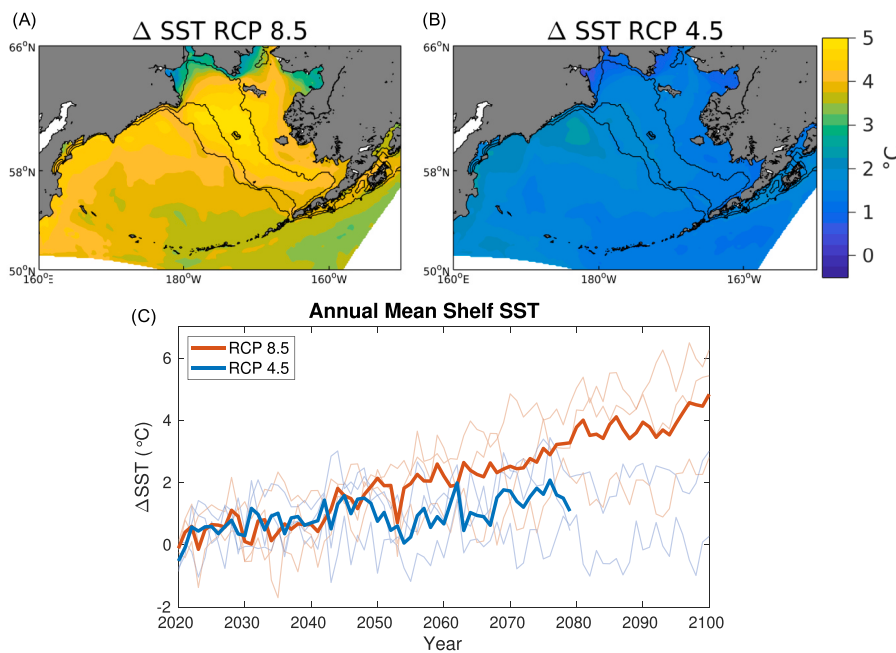 (A)
Δ SST RCP 8.5
(B)
Δ SST RCP 4.5
66°N
58°N
50°N
160°E
180°W
160°W
66°N
58°N
50°N
160°E
180°W
165°W
5
4
3
2
1
0
°C
(C)
Annual Mean Shelf SST
RCP 8.5
RCP 4.5
ΔSST ( °C)
6
4
2
0
-2
2020
2030
2040
2050
2060
2070
2080
2090
2100
Year